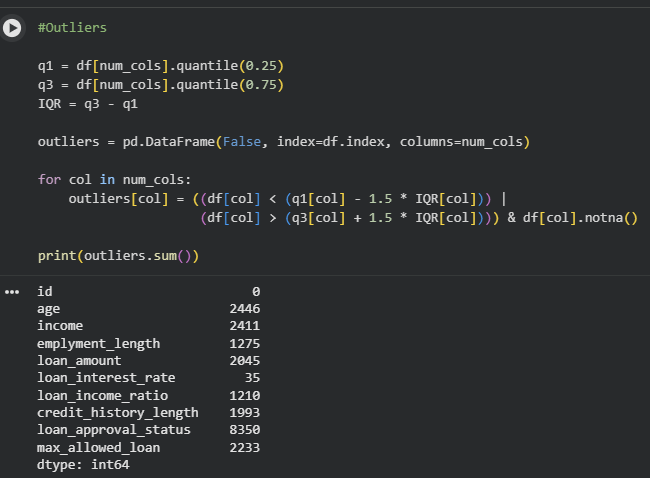 #Outliers
q1 = df[num_cols].quantile(0.25)
q3 = df[num_cols].quantile(0.75)
IQR = q3 - q1
outliers = pd.DataFrame(False, index=df.index, columns=num_cols)
for col in num_cols:
    outliers[col] = ((df[col] < (q1[col] - 1.5 * IQR[col])) |
                     (df[col] > (q3[col] + 1.5 * IQR[col]))) & df[col].notna()
print(outliers.sum())
id 0
age 2446
income 2411
emplyment_length 1275
loan_amount 2045
loan_interest_rate 35
loan_income_ratio 1210
credit_history_length 1993
loan_approval_status 8350
max_allowed_loan 2233
dtype: int64